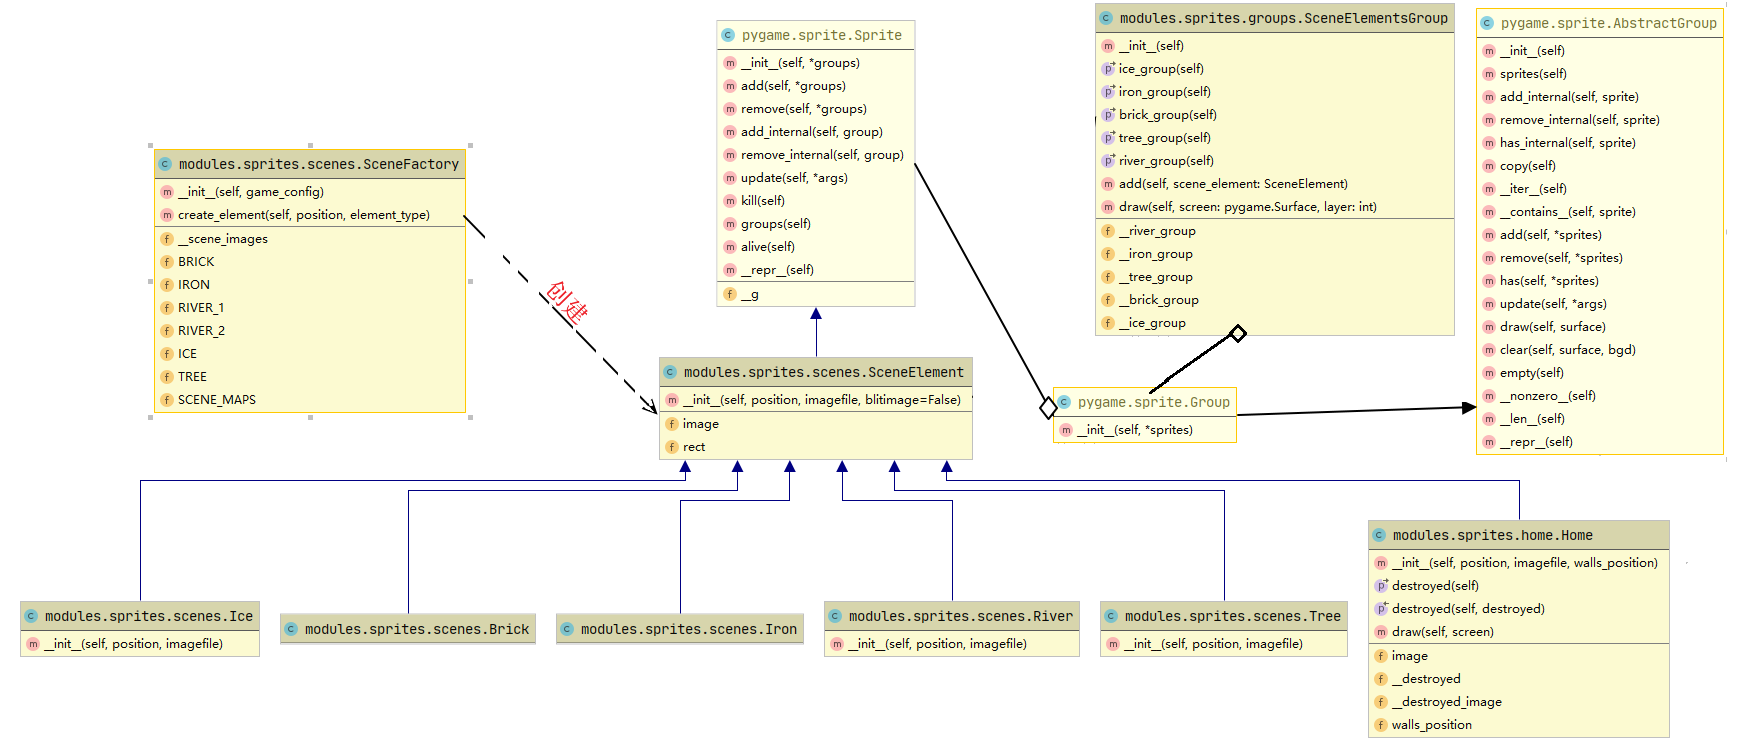 modules.sprites.scenes.SceneFactory
__init__(self, game_config)
create_element(self, position, element_type)
__scene_images
BRICK
IRON
RIVER_1
RIVER_2
ICE
TREE
SCENE_MAPS
创建
pygame.sprite.Sprite
__init__(self, *groups)
add(self, *groups)
remove(self, *groups)
add_internal(self, group)
remove_internal(self, group)
update(self, *args)
kill(self)
groups(self)
alive(self)
__repr__(self)
__g
modules.sprites.groups.SceneElementsGroup
__init__(self)
ice_group(self)
iron_group(self)
brick_group(self)
tree_group(self)
river_group(self)
add(self, scene_element: SceneElement)
draw(self, screen: pygame.Surface, layer: int)
__river_group
__iron_group
__tree_group
__brick_group
__ice_group
pygame.sprite.AbstractGroup
__init__(self)
sprites(self)
add_internal(self, sprite)
remove_internal(self, sprite)
has_internal(self, sprite)
copy(self)
__iter__(self)
__contains__(self, sprite)
add(self, *sprites)
remove(self, *sprites)
has(self, *sprites)
update(self, *args)
draw(self, surface)
clear(self, surface, bgd)
empty(self)
__nonzero__(self)
__len__(self)
__repr__(self)
modules.sprites.scenes.SceneElement
__init__(self, position, imagefile, blitimage=False)
image
rect
pygame.sprite.Group
__init__(self, *sprites)
modules.sprites.scenes.Ice
__init__(self, position, imagefile)
modules.sprites.scenes.Brick
modules.sprites.scenes.Iron
modules.sprites.scenes.River
__init__(self, position, imagefile)
modules.sprites.scenes.Tree
__init__(self, position, imagefile)
modules.sprites.home.Home
__init__(self, position, imagefile, walls_position)
destroyed(self)
destroyed(self, destroyed)
draw(self, screen)
image
__destroyed
__destroyed_image
walls_position